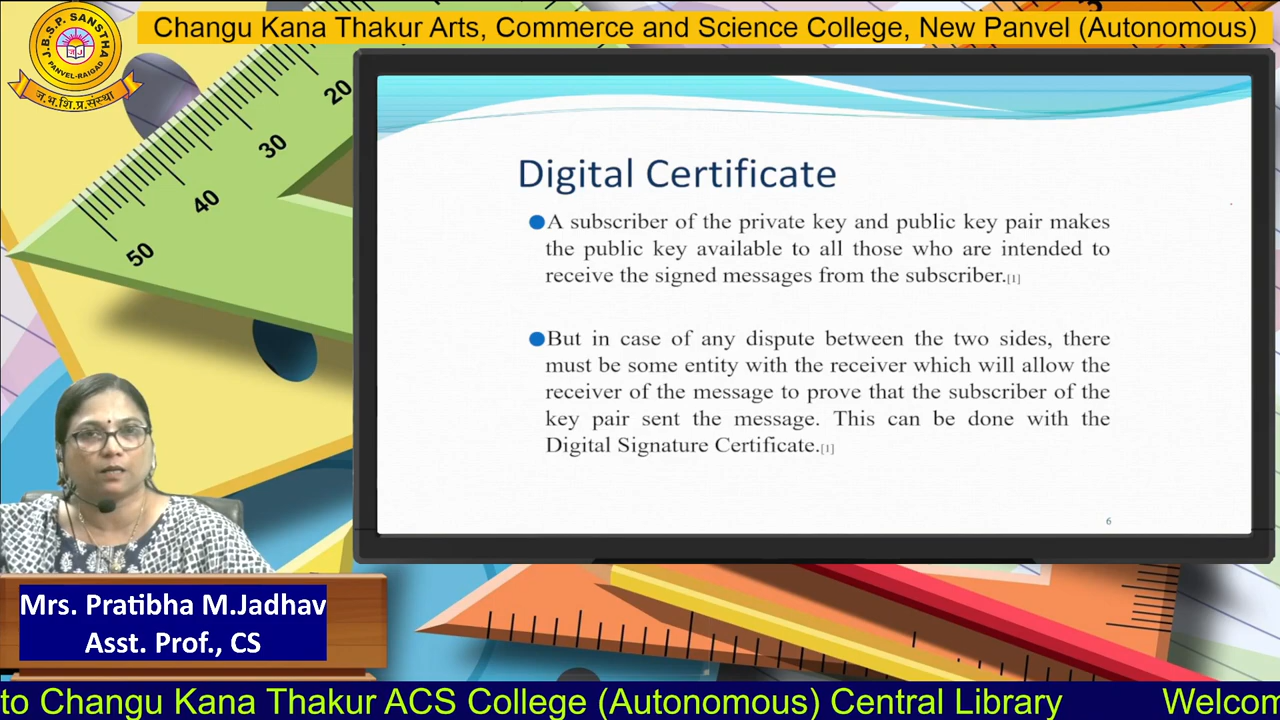 Changu Kana Thakur Arts, Commerce and Science College, New Panvel (Autonomous)
J.B.S.P. SANSTHA
PANVEL-RAIGAD
ज.भ.शि.प्र.संस्था
20
30
40
50
Digital Certificate
A subscriber of the private key and public key pair makes
the public key available to all those who are intended to
receive the signed messages from the subscriber.[1]
But in case of any dispute between the two sides, there
must be some entity with the receiver which will allow the
receiver of the message to prove that the subscriber of the
key pair sent the message. This can be done with the
Digital Signature Certificate.[1]
6
Mrs. Pratibha M.Jadhav
Asst. Prof., CS
to Changu Kana Thakur ACS College (Autonomous) Central Library Welcom